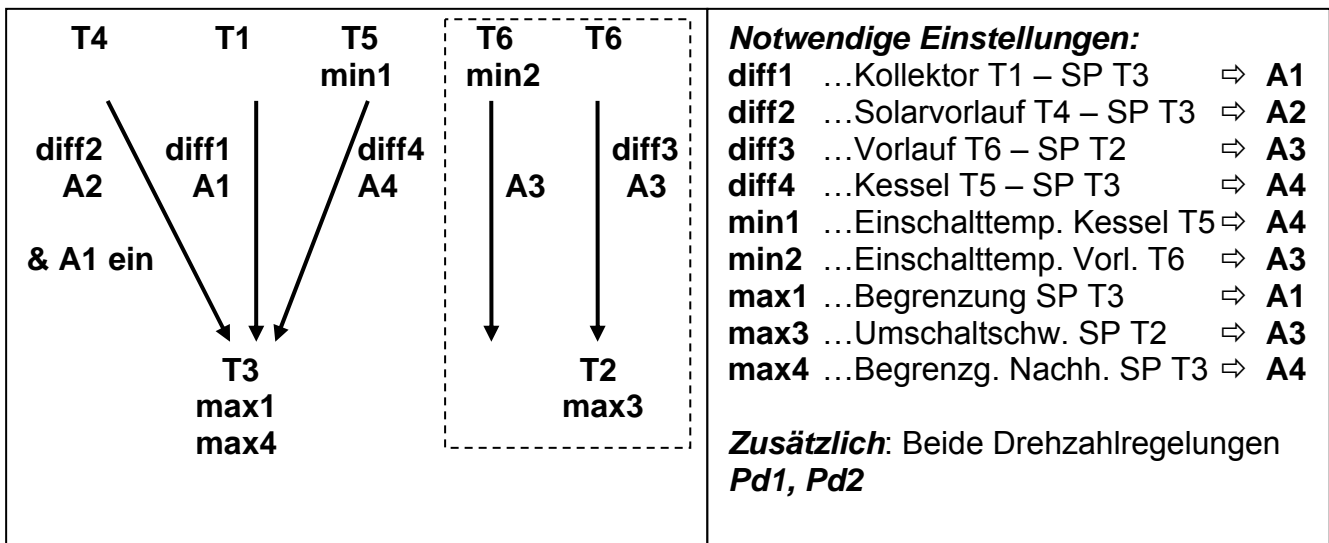 T4 T1 T5 T6 T6
min1 min2
diff2 diff1 diff4 diff3
A2 A1 A4 A3 A3
& A1 ein
T3 T2
max1 max3
max4
Notwendige Einstellungen:
diff1 …Kollektor T1 – SP T3 ⇨ A1
diff2 …Solarvorlauf T4 – SP T3 ⇨ A2
diff3 …Vorlauf T6 – SP T2 ⇨ A3
diff4 …Kessel T5 – SP T3 ⇨ A4
min1 …Einschalttemp. Kessel T5 ⇨ A4
min2 …Einschalttemp. Vorl. T6 ⇨ A3
max1 …Begrenzung SP T3 ⇨ A1
max3 …Umschaltschw. SP T2 ⇨ A3
max4 …Begrenzg. Nachh. SP T3 ⇨ A4
Zusätzlich: Beide Drehzahlregelungen
Pd1, Pd2